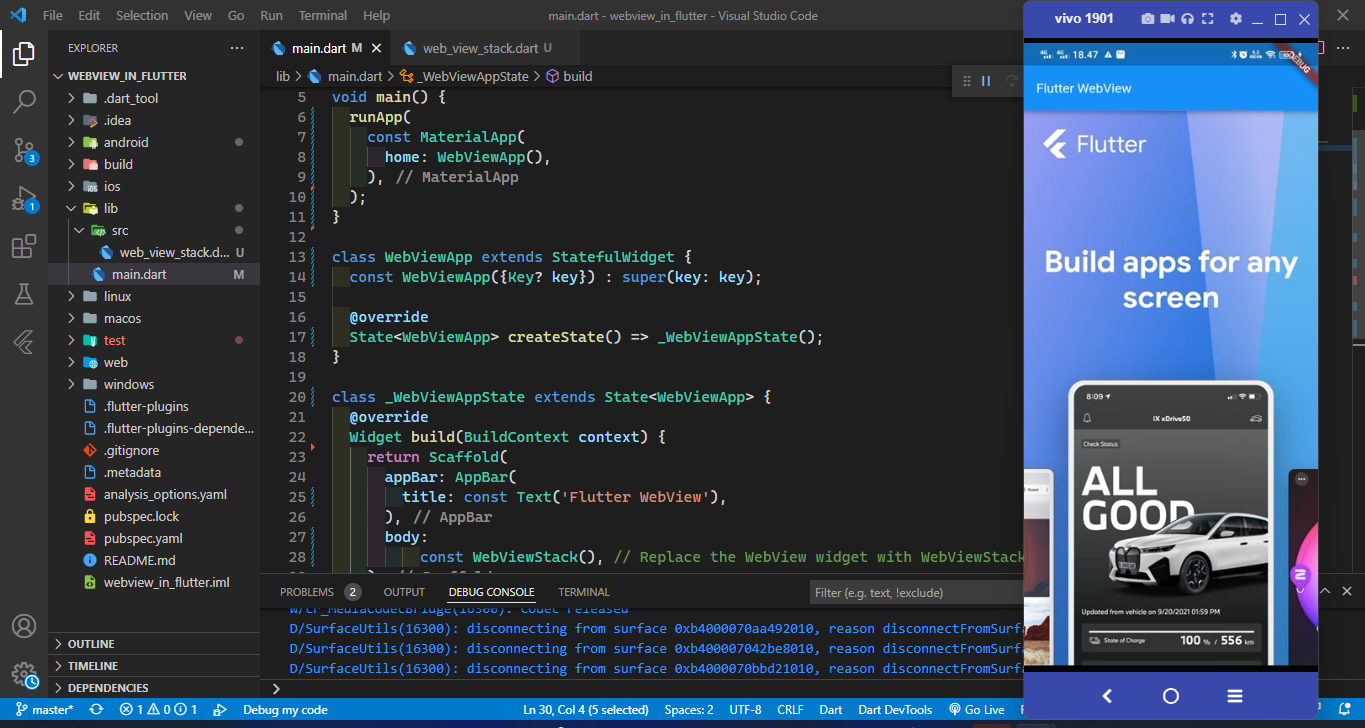 File Edit Selection View Go Run Terminal Help
main.dart - webview_in_flutter - Visual Studio Code
EXPLORER
WEBVIEW_IN_FLUTTER
.dart_tool
.idea
android
build
ios
lib
src
web_view_stack.d... U
main.dart M
linux
macos
test
web
windows
.flutter-plugins
.flutter-plugins-depende...
.gitignore
.metadata
analysis_options.yaml
pubspec.lock
pubspec.yaml
README.md
webview_in_flutter.iml
OUTLINE
TIMELINE
DEPENDENCIES
3
1
main.dart M
web_view_stack.dart U
lib > main.dart > _WebViewAppState > build
5 void main() {
6 runApp(
7 const MaterialApp(
8 home: WebViewApp(),
9 ), // MaterialApp
10 );
11 }
12
13 class WebViewApp extends StatefulWidget {
14 const WebViewApp({Key? key}) : super(key: key);
15
16 @override
17 State<WebViewApp> createState() => _WebViewAppState();
18 }
19
20 class _WebViewAppState extends State<WebViewApp> {
21 @override
22 Widget build(BuildContext context) {
23 return Scaffold(
24 appBar: AppBar(
25 title: const Text('Flutter WebView'),
26 ), // AppBar
27 body:
28 const WebViewStack(), // Replace the WebView widget with WebViewStack
PROBLEMS 2 OUTPUT DEBUG CONSOLE TERMINAL
Filter (e.g. text, !exclude)
W/cr_MediaCodecBridge(16300): Codec released
D/SurfaceUtils(16300): disconnecting from surface 0xb4000070aa492010, reason disconnectFromSurf
D/SurfaceUtils(16300): disconnecting from surface 0xb4000007042be8010, reason disconnectFromSurf
D/SurfaceUtils(16300): disconnecting from surface 0xb4000070bbd21010, reason disconnectFromSurf
master* 1 0 1 Debug my code
Ln 30, Col 4 (5 selected) Spaces: 2 UTF-8 CRLF Dart Dart DevTools Go Live
vivo 1901
4G 4G 18.47
DEBUG
Flutter WebView
Flutter
Build apps for any
screen
8:09
iX xDrive50
Check Status
ALL
GOOD
Updated from vehicle on 9/20/2021 01:59 PM
State of Charge 100 % / 556 km